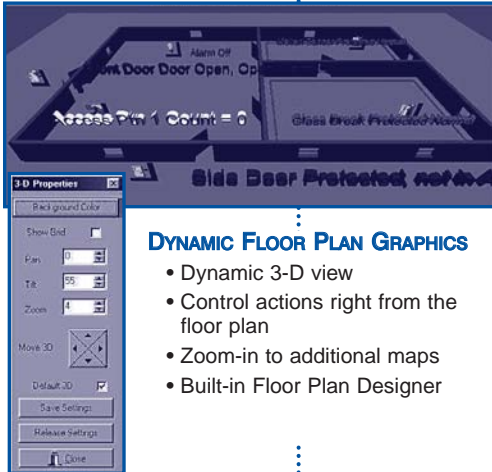 Alarm Off
Front Door Door Open, Op
Access Ptn 1 Count = 0
Glass Break Protected Normal
Side Door Protected, not in A
3-D Properties
Background Color
Show Grid
Pan 0
Tilt 55
Zoom 4
Move 3D
Default 3D
Save Settings
Release Settings
Close
DYNAMIC FLOOR PLAN GRAPHICS
• Dynamic 3-D view
• Control actions right from the
floor plan
• Zoom-in to additional maps
• Built-in Floor Plan Designer